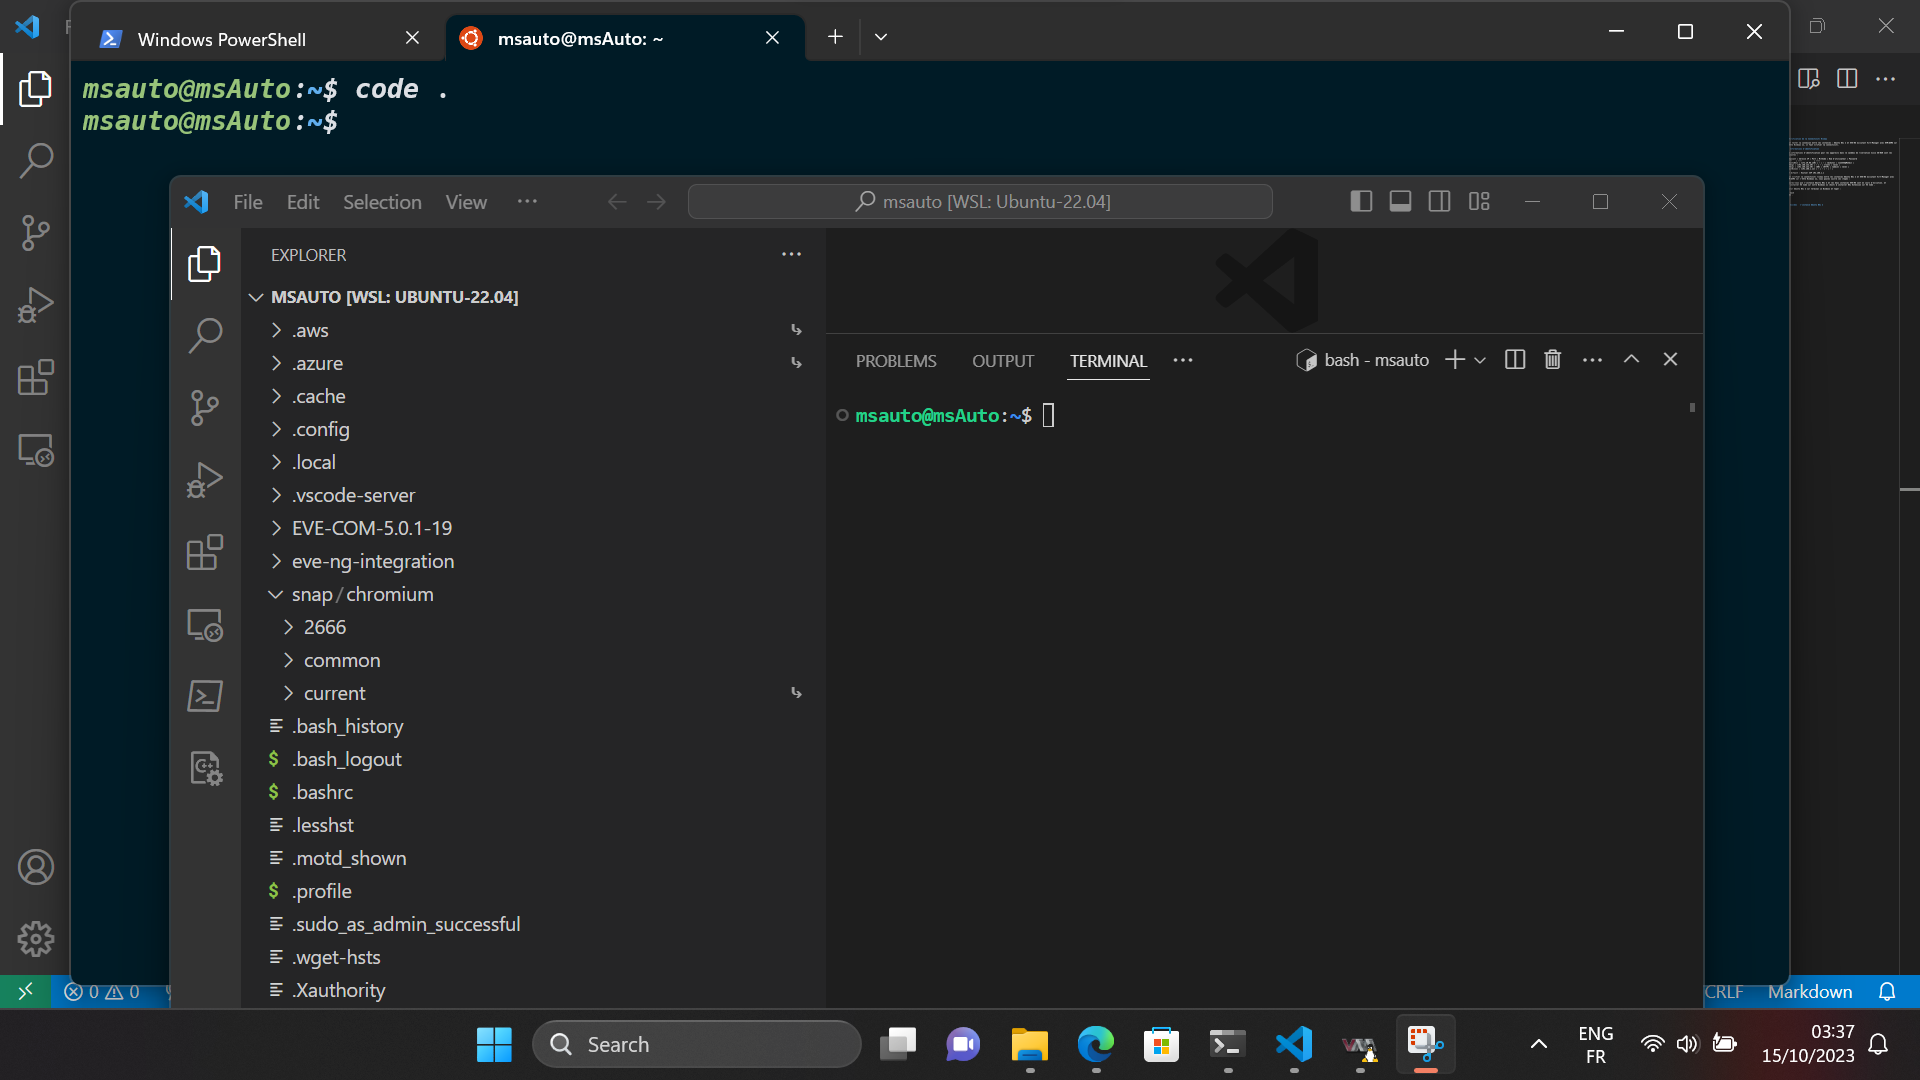 Windows PowerShell
msauto@msAuto: ~
msauto@msAuto:~$ code .
msauto@msAuto:~$
File Edit Selection View ···
msauto [WSL: Ubuntu-22.04]
EXPLORER
MSAUTO [WSL: UBUNTU-22.04]
.aws
.azure
.cache
.config
.local
.vscode-server
EVE-COM-5.0.1-19
eve-ng-integration
snap/chromium
2666
common
current
.bash_history
$ .bash_logout
$ .bashrc
.lesshst
.motd_shown
$ .profile
.sudo_as_admin_successful
.wget-hsts
.Xauthority
PROBLEMS OUTPUT TERMINAL ···
bash - msauto
msauto@msAuto:~$
0 0
CRLF Markdown
Search
ENG
FR
03:37
15/10/2023